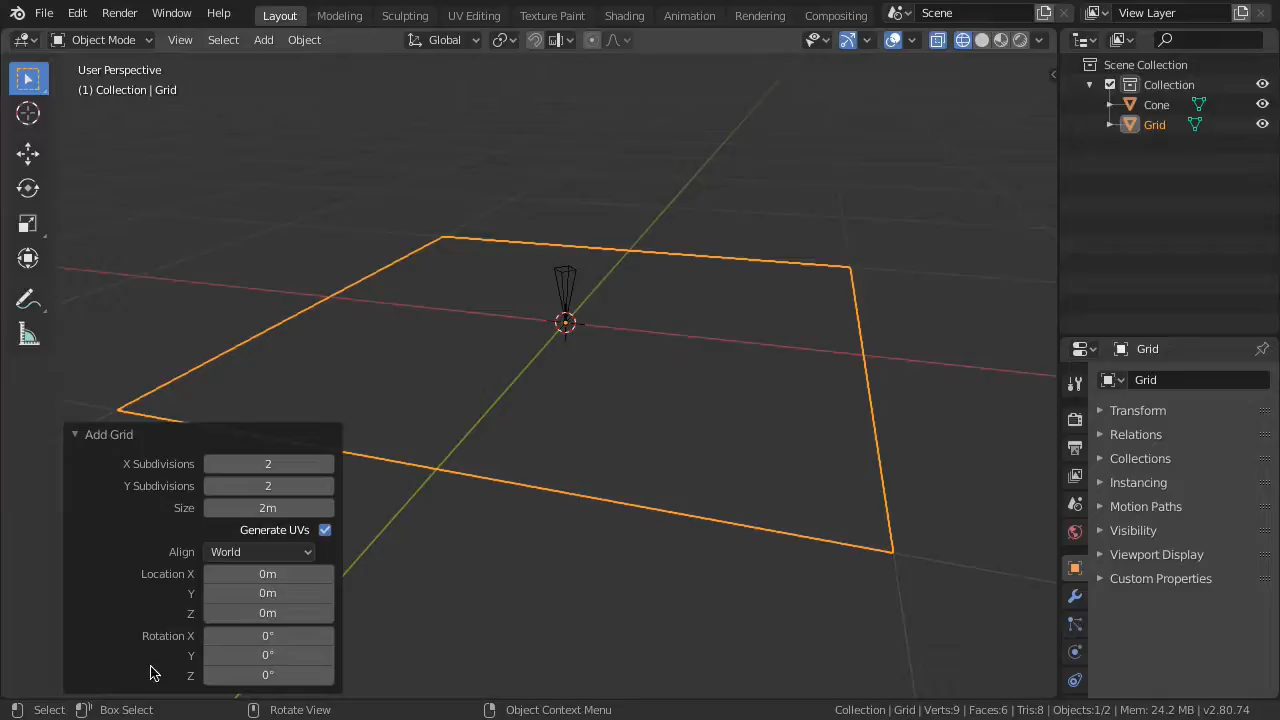 File Edit Render Window Help Layout Modeling Sculpting UV Editing Texture Paint Shading Animation Rendering Compositing Scene View Layer
Object Mode View Select Add Object Global
User Perspective
(1) Collection | Grid
Scene Collection
Collection
Cone
Grid
Add Grid
X Subdivisions 2
Y Subdivisions 2
Size 2m
Generate UVs
Align World
Location X 0m
Y 0m
Z 0m
Rotation X 0°
Y 0°
Z 0°
Grid
Grid
Transform
Relations
Collections
Instancing
Motion Paths
Visibility
Viewport Display
Custom Properties
Select Box Select Rotate View Object Context Menu Collection | Grid | Verts:9 | Faces:6 | Tris:8 | Objects:1/2 | Mem: 24.2 MB | v2.80.74